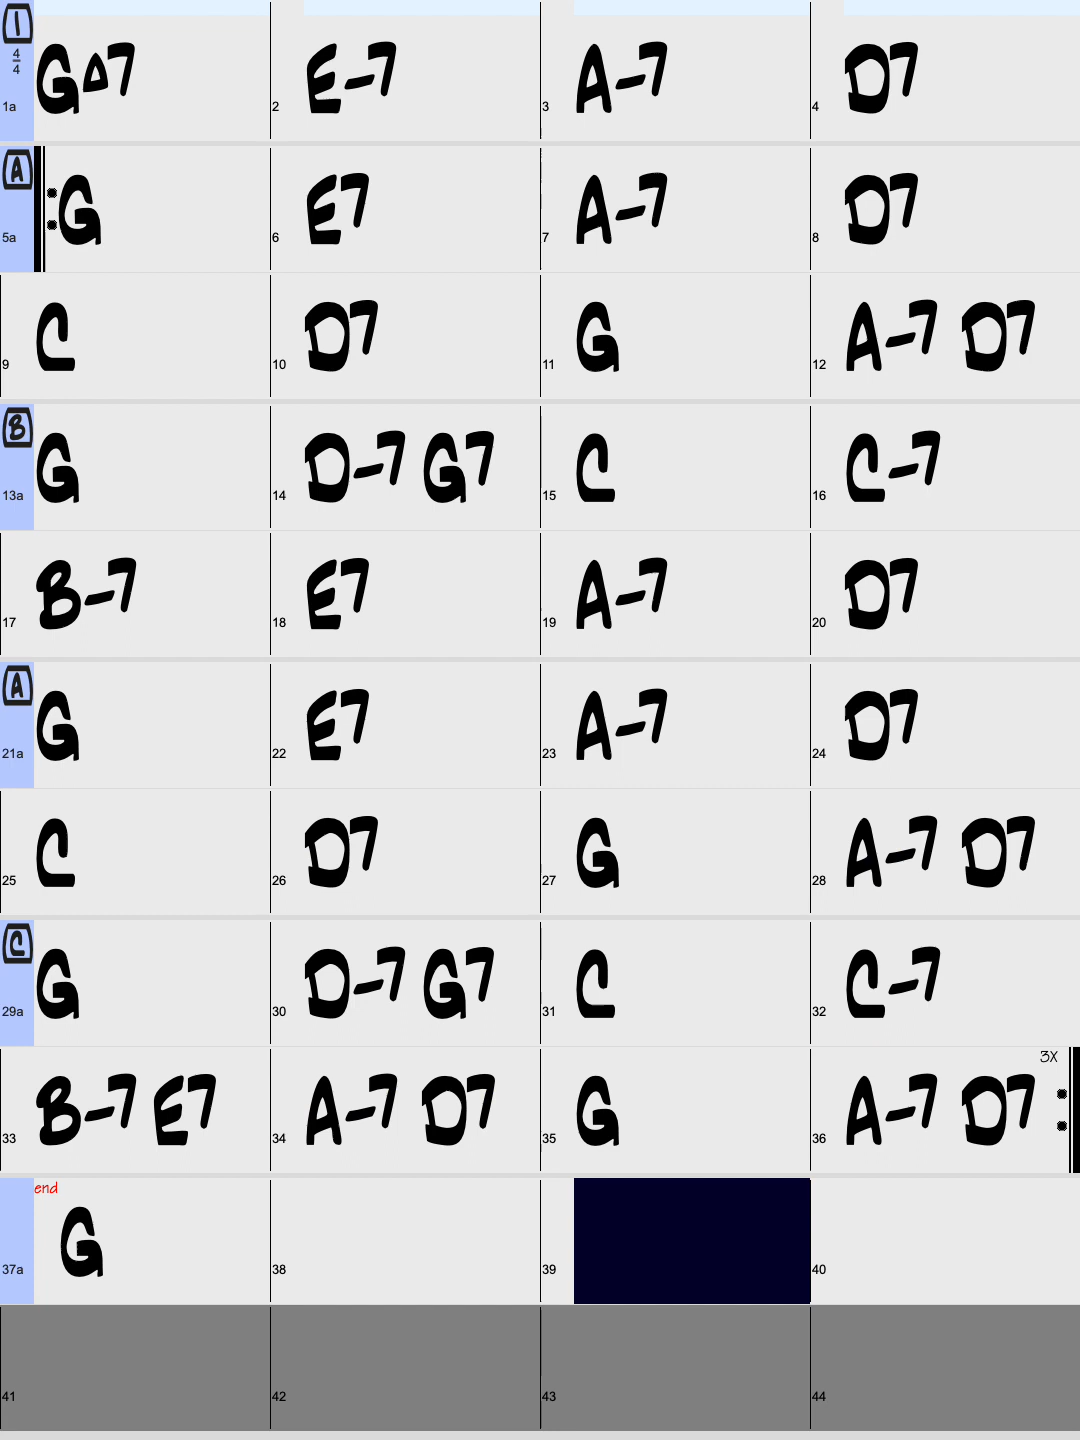 1 4/4 1a GΔ7 2 E-7 3 A-7 4 D7
A 5a G 6 E7 7 A-7 8 D7
9 C 10 D7 11 G 12 A-7 D7
B 13a G 14 D-7 G7 15 C 16 C-7
17 B-7 18 E7 19 A-7 20 D7
A 21a G 22 E7 23 A-7 24 D7
25 C 26 D7 27 G 28 A-7 D7
C 29a G 30 D-7 G7 31 C 32 C-7
33 B-7 E7 34 A-7 D7 35 G 36 A-7 D7 3X
end
37a G 38 39 40
41 42 43 44